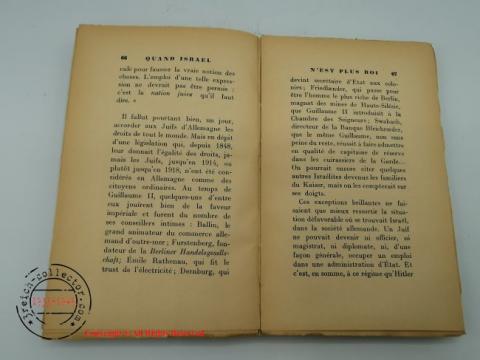 66 QUAND ISRAEL
cule pour fausser la vraie notion des
choses. L'emploi d'une telle expres-
sion ne devrait pas être permis :
c'est la nation juive qu'il faut
dire. »
Il fallut pourtant bien, un jour,
accorder aux Juifs d'Allemagne les
droits de tout le monde. Mais en dépit
d'une législation qui, depuis 1848,
leur donnait l'égalité des droits, ja-
mais les Juifs, jusqu'en 1914, ou
plutôt jusqu'en 1918, n'ont été con-
sidérés en Allemagne comme des
citoyens ordinaires. Au temps de
Guillaume II, quelques-uns d'entre
eux jouirent bien de la faveur
impériale et furent du nombre de
ses conseillers intimes : Ballin, le
grand animateur du commerce alle-
mand d'outre-mer ; Furstenberg, fon-
dateur de la Berliner Handelsgesell-
schaft ; Émile Rathenau, qui fit le
trust de l'électricité ; Dernburg, qui
N'EST PLUS ROI 67
devint secrétaire d'État aux colo-
nies ; Friedlander, qui passe pour
être l'homme le plus riche de Berlin,
magnat des mines de Haute-Silésie,
que Guillaume II introduisit à la
Chambre des Seigneurs ; Swabach,
directeur de la Banque Bleichrœder,
que le même Guillaume, non sans
peine du reste, réussit à faire admettre
en qualité de capitaine de réserve
dans les cuirassiers de la Garde...
On pourrait encore citer quelques
autres Israélites devenus les familiers
du Kaiser, mais on les compterait sur
ses doigts.
Ces exceptions brillantes ne fai-
saient que mieux ressortir la situa-
tion défavorable où se trouvait Israël,
dans la société allemande. Un Juif
ne pouvait devenir ni officier, ni
magistrat, ni diplomate, ni, d'une
façon générale, occuper un emploi
dans une administration d'État. Et
c'est, en somme, à ce régime qu'Hitler
3reich-collector.com